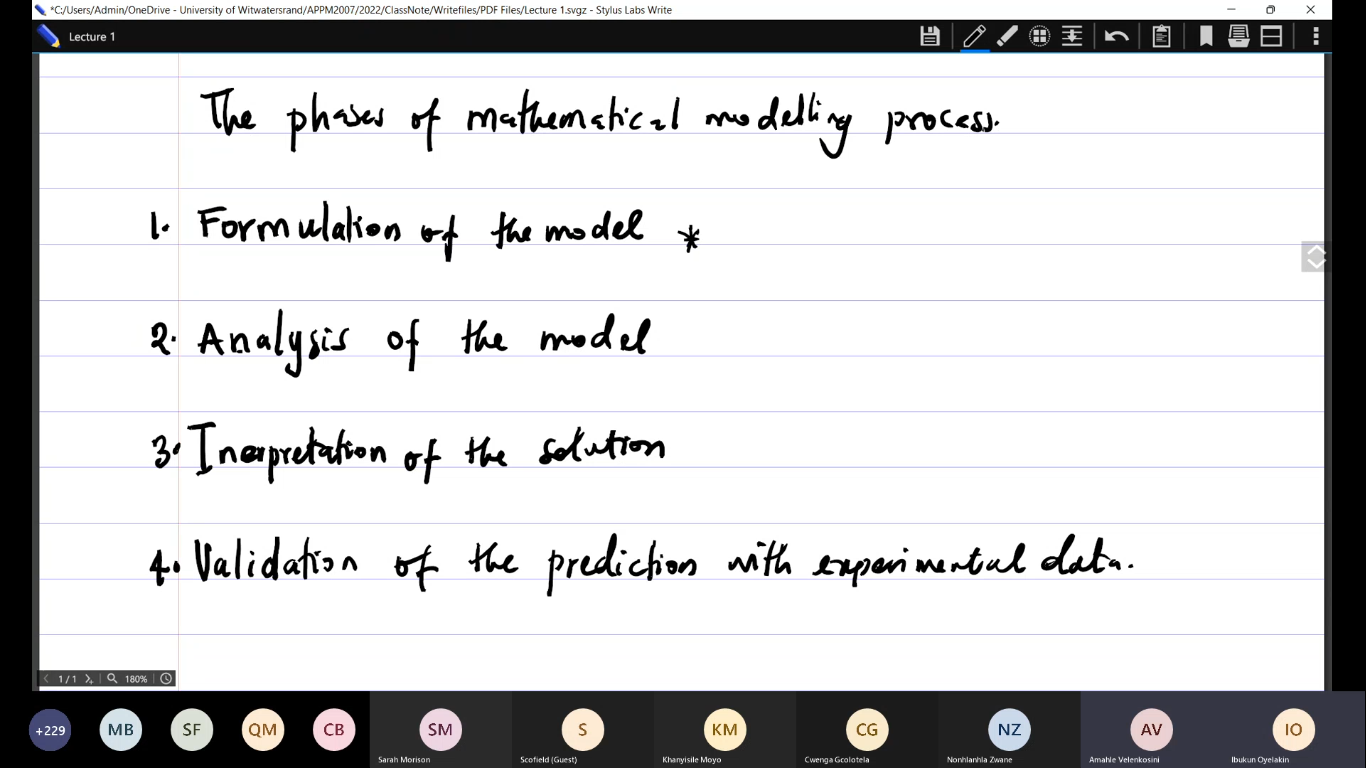 *C:/Users/Admin/OneDrive - University of Witwatersrand/APPM2007/2022/ClassNote/Writefiles/PDF Files/Lecture 1.svgz - Stylus Labs Write
Lecture 1
The phases of mathematical modelling process.
1. Formulation of the model *
2. Analysis of the model
3. Inerpretation of the solution
4. Validation of the prediction with experimental data.
1 / 1 180%
+229 MB SF QM CB SM S KM CG NZ AV IO
Sarah Morison Scofield (Guest) Khanyisile Moyo Cwenga Gcolotela Nonhlanhla Zwane Amahle Velenkosini Ibukun Oyelakin